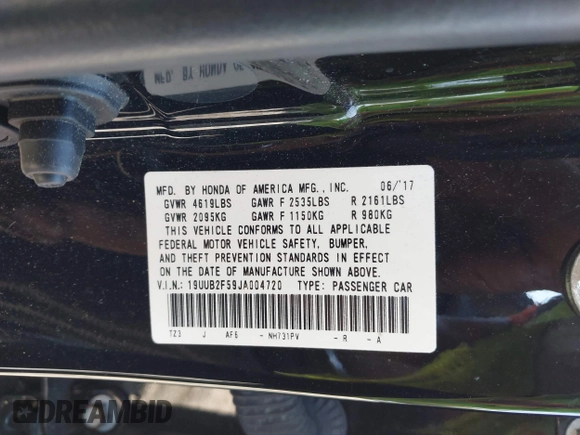 MFD. BY HONDA OF AMERICA MFG., INC. 06/'17
GVWR 4619LBS GAWR F 2535LBS R 2161LBS
GVWR 2095KG GAWR F 1150KG R 980KG
THIS VEHICLE CONFORMS TO ALL APPLICABLE
FEDERAL MOTOR VEHICLE SAFETY, BUMPER,
AND THEFT PREVENTION STANDARDS IN EFFECT
ON THE DATE OF MANUFACTURE SHOWN ABOVE.
V.I.N.: 19UUB2F59JA004720 TYPE: PASSENGER CAR
TZ3 J AF6 - NH731PV - R - A
DREAMBID